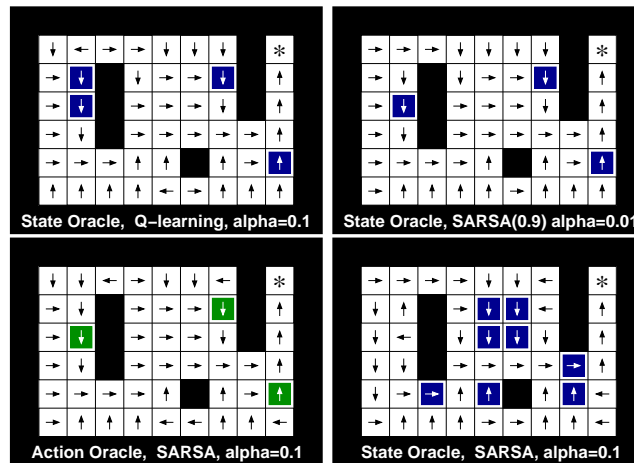 State Oracle, Q-learning, alpha=0.1
State Oracle, SARSA(0.9) alpha=0.01
Action Oracle, SARSA, alpha=0.1
State Oracle, SARSA, alpha=0.1